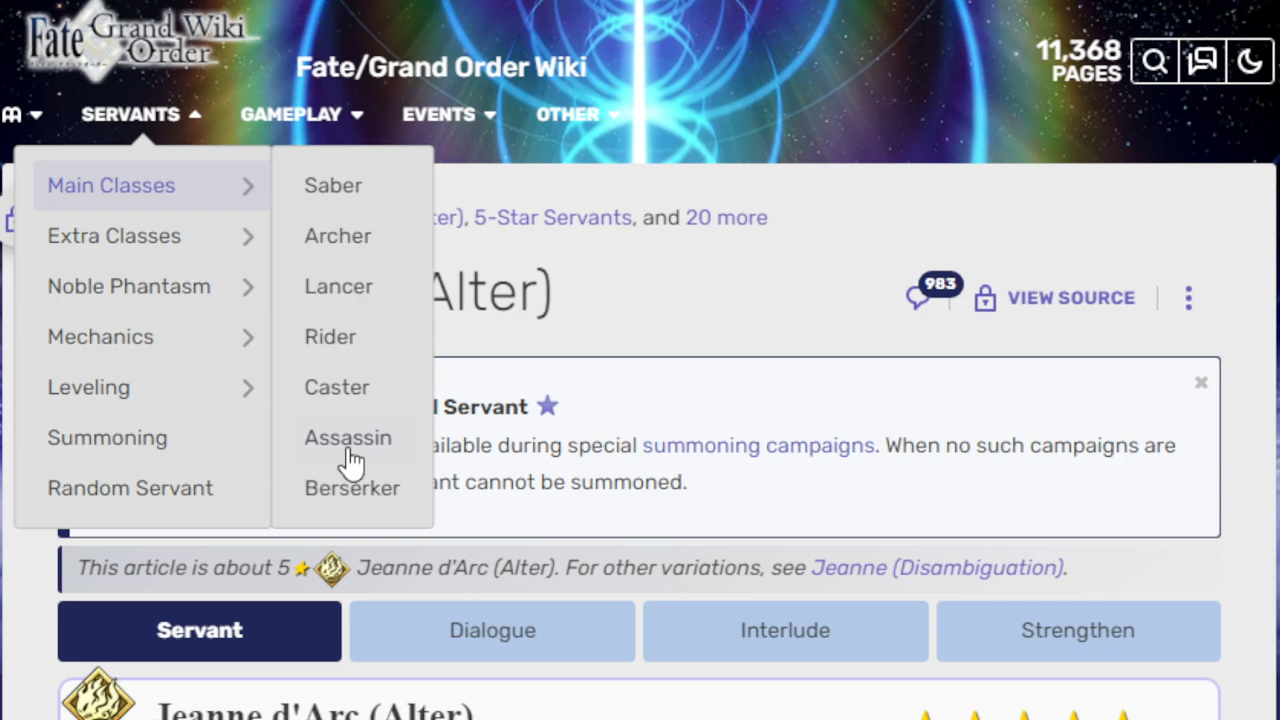 Fate Grand Wiki
Order
Fate/Grand Order Wiki
11,368
PAGES
SERVANTS
GAMEPLAY
EVENTS
OTHER
Main Classes
Extra Classes
Noble Phantasm
Mechanics
Leveling
Summoning
Random Servant
Saber
Archer
Lancer
Rider
Caster
Assassin
Berserker
ter), 5-Star Servants, and 20 more
Alter)
983
VIEW SOURCE
l Servant
ailable during special summoning campaigns. When no such campaigns are
ant cannot be summoned.
This article is about 5 Jeanne d'Arc (Alter). For other variations, see Jeanne (Disambiguation).
Servant
Dialogue
Interlude
Strengthen
Jeanne d'Arc (Alter)